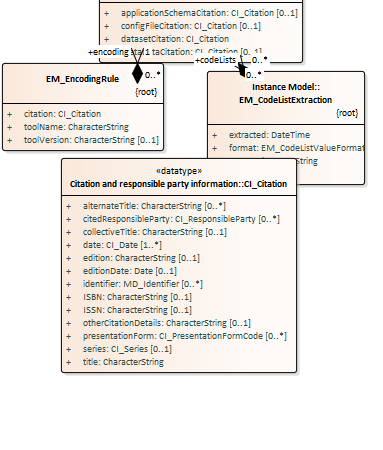 + applicationSchemaCitation: CI_Citation [0..1]
+ configFileCitation: CI_Citation [0..1]
+ datasetCitation: CI_Citation
taCitation: CI_Citation [0..1]
+encoding
+codeLists 0..*
0..* 0..*
EM_EncodingRule
{root}
+ citation: CI_Citation
+ toolName: CharacterString
+ toolVersion: CharacterString [0..1]
Instance Model::
EM_CodeListExtraction
{root}
+ extracted: DateTime
+ format: EM_CodeListValueFormat
String
«datatype»
Citation and responsible party information::CI_Citation
+ alternateTitle: CharacterString [0..*]
+ citedResponsibleParty: CI_ResponsibleParty [0..*]
+ collectiveTitle: CharacterString [0..1]
+ date: CI_Date [1..*]
+ edition: CharacterString [0..1]
+ editionDate: Date [0..1]
+ identifier: MD_Identifier [0..*]
+ ISBN: CharacterString [0..1]
+ ISSN: CharacterString [0..1]
+ otherCitationDetails: CharacterString [0..1]
+ presentationForm: CI_PresentationFormCode [0..*]
+ series: CI_Series [0..1]
+ title: CharacterString